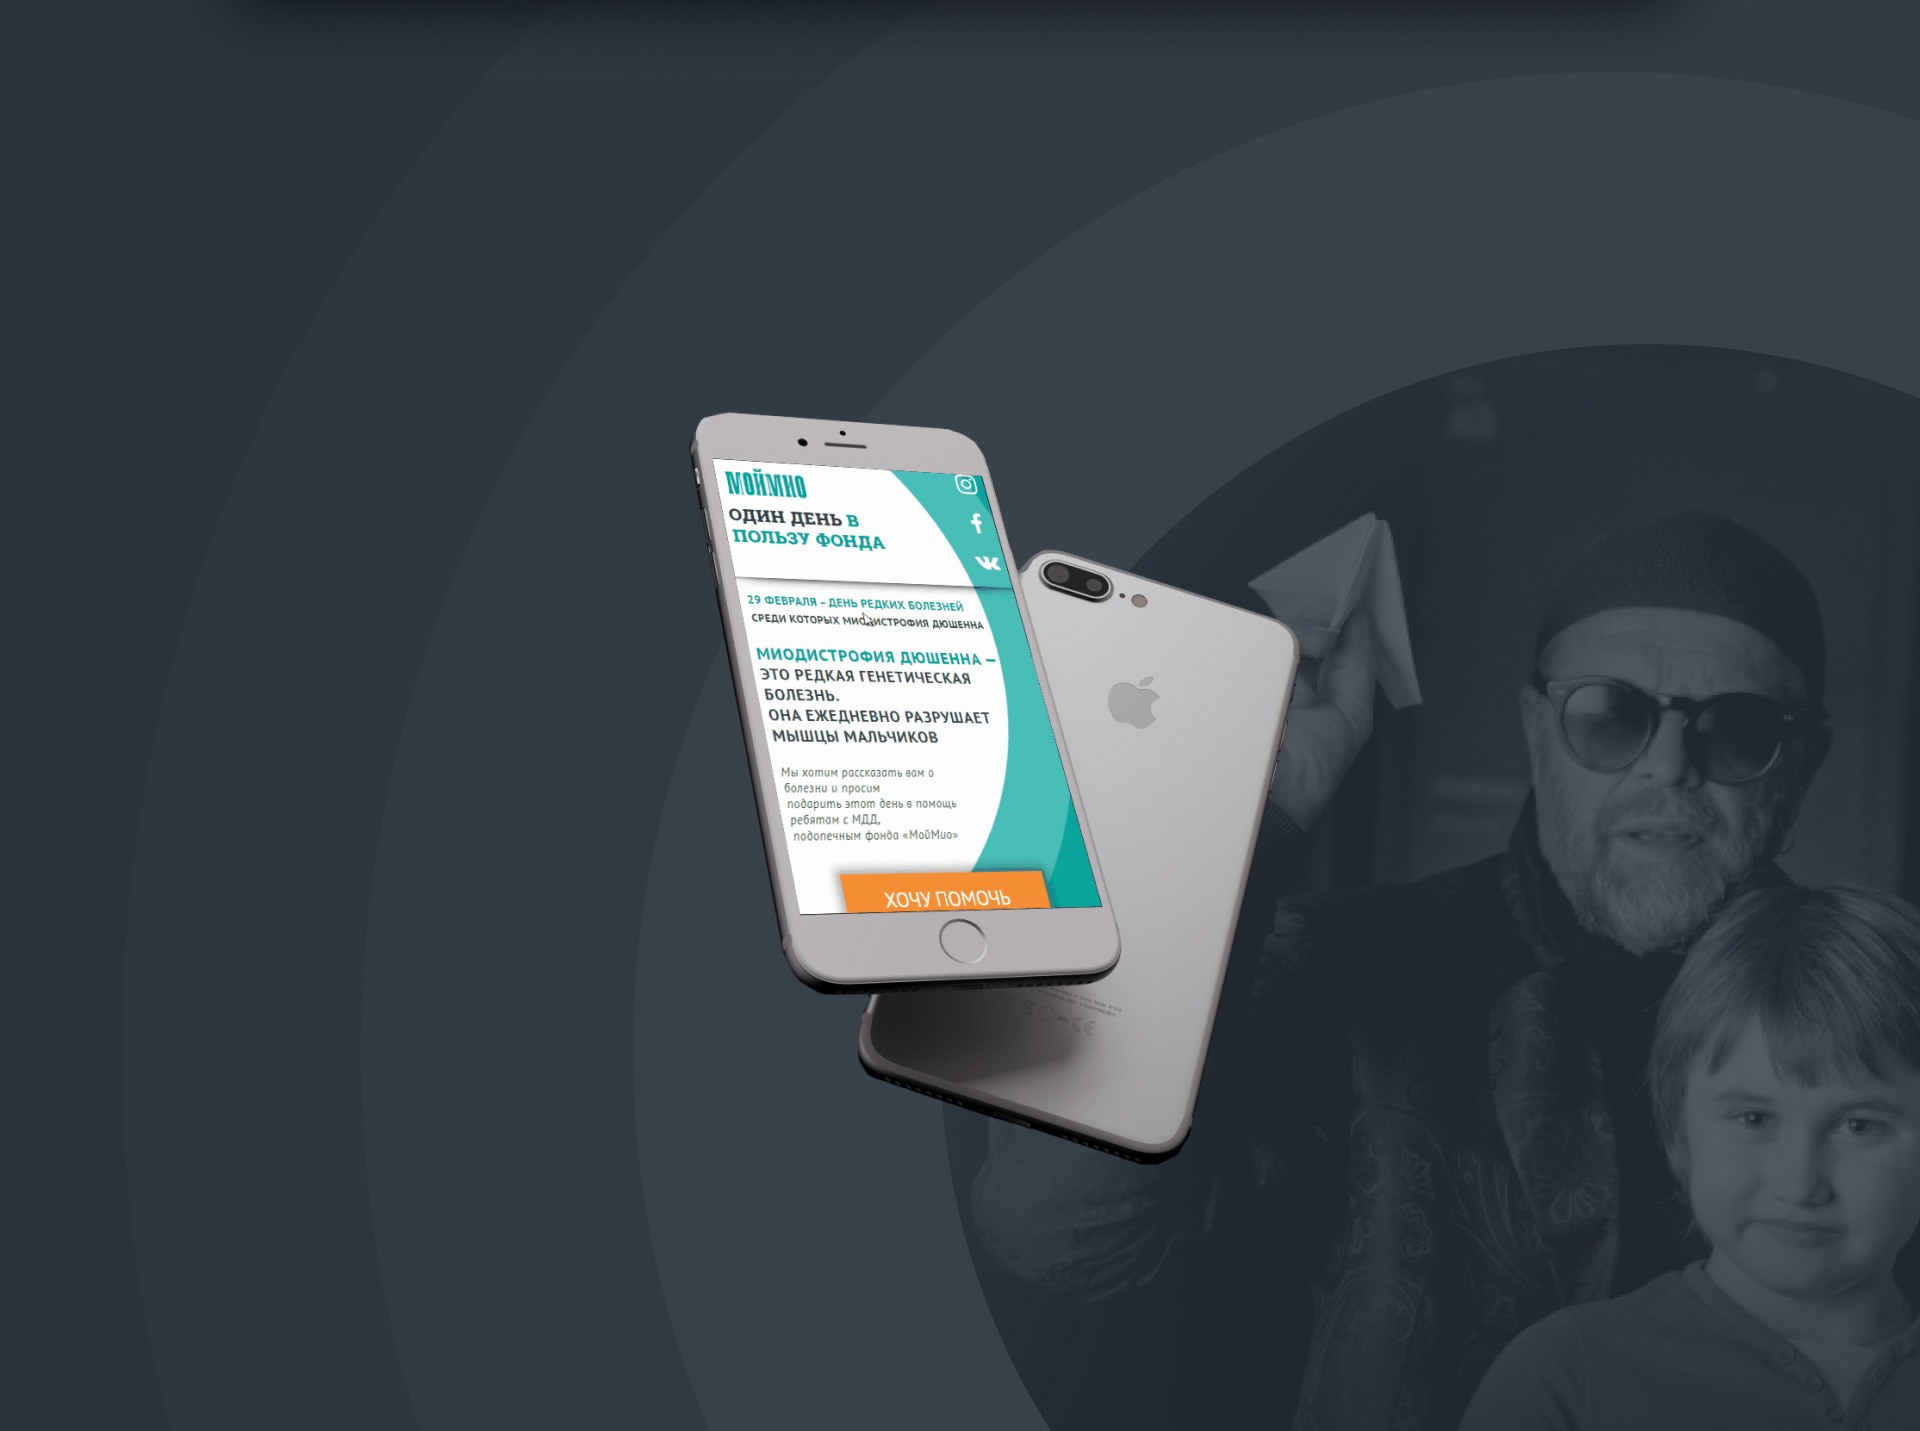 МОЙМИО
ОДИН ДЕНЬ В
ПОЛЬЗУ ФОНДА
29 ФЕВРАЛЯ – ДЕНЬ РЕДКИХ БОЛЕЗНЕЙ
СРЕДИ КОТОРЫХ МИОДИСТРОФИЯ ДЮШЕННА
МИОДИСТРОФИЯ ДЮШЕННА –
ЭТО РЕДКАЯ ГЕНЕТИЧЕСКАЯ
БОЛЕЗНЬ.
ОНА ЕЖЕДНЕВНО РАЗРУШАЕТ
МЫШЦЫ МАЛЬЧИКОВ
Мы хотим рассказать вам о
болезни и просим
подарить этот день в помощь
ребятам с МДД,
подопечным фонда «МойМио»
ХОЧУ ПОМОЧЬ